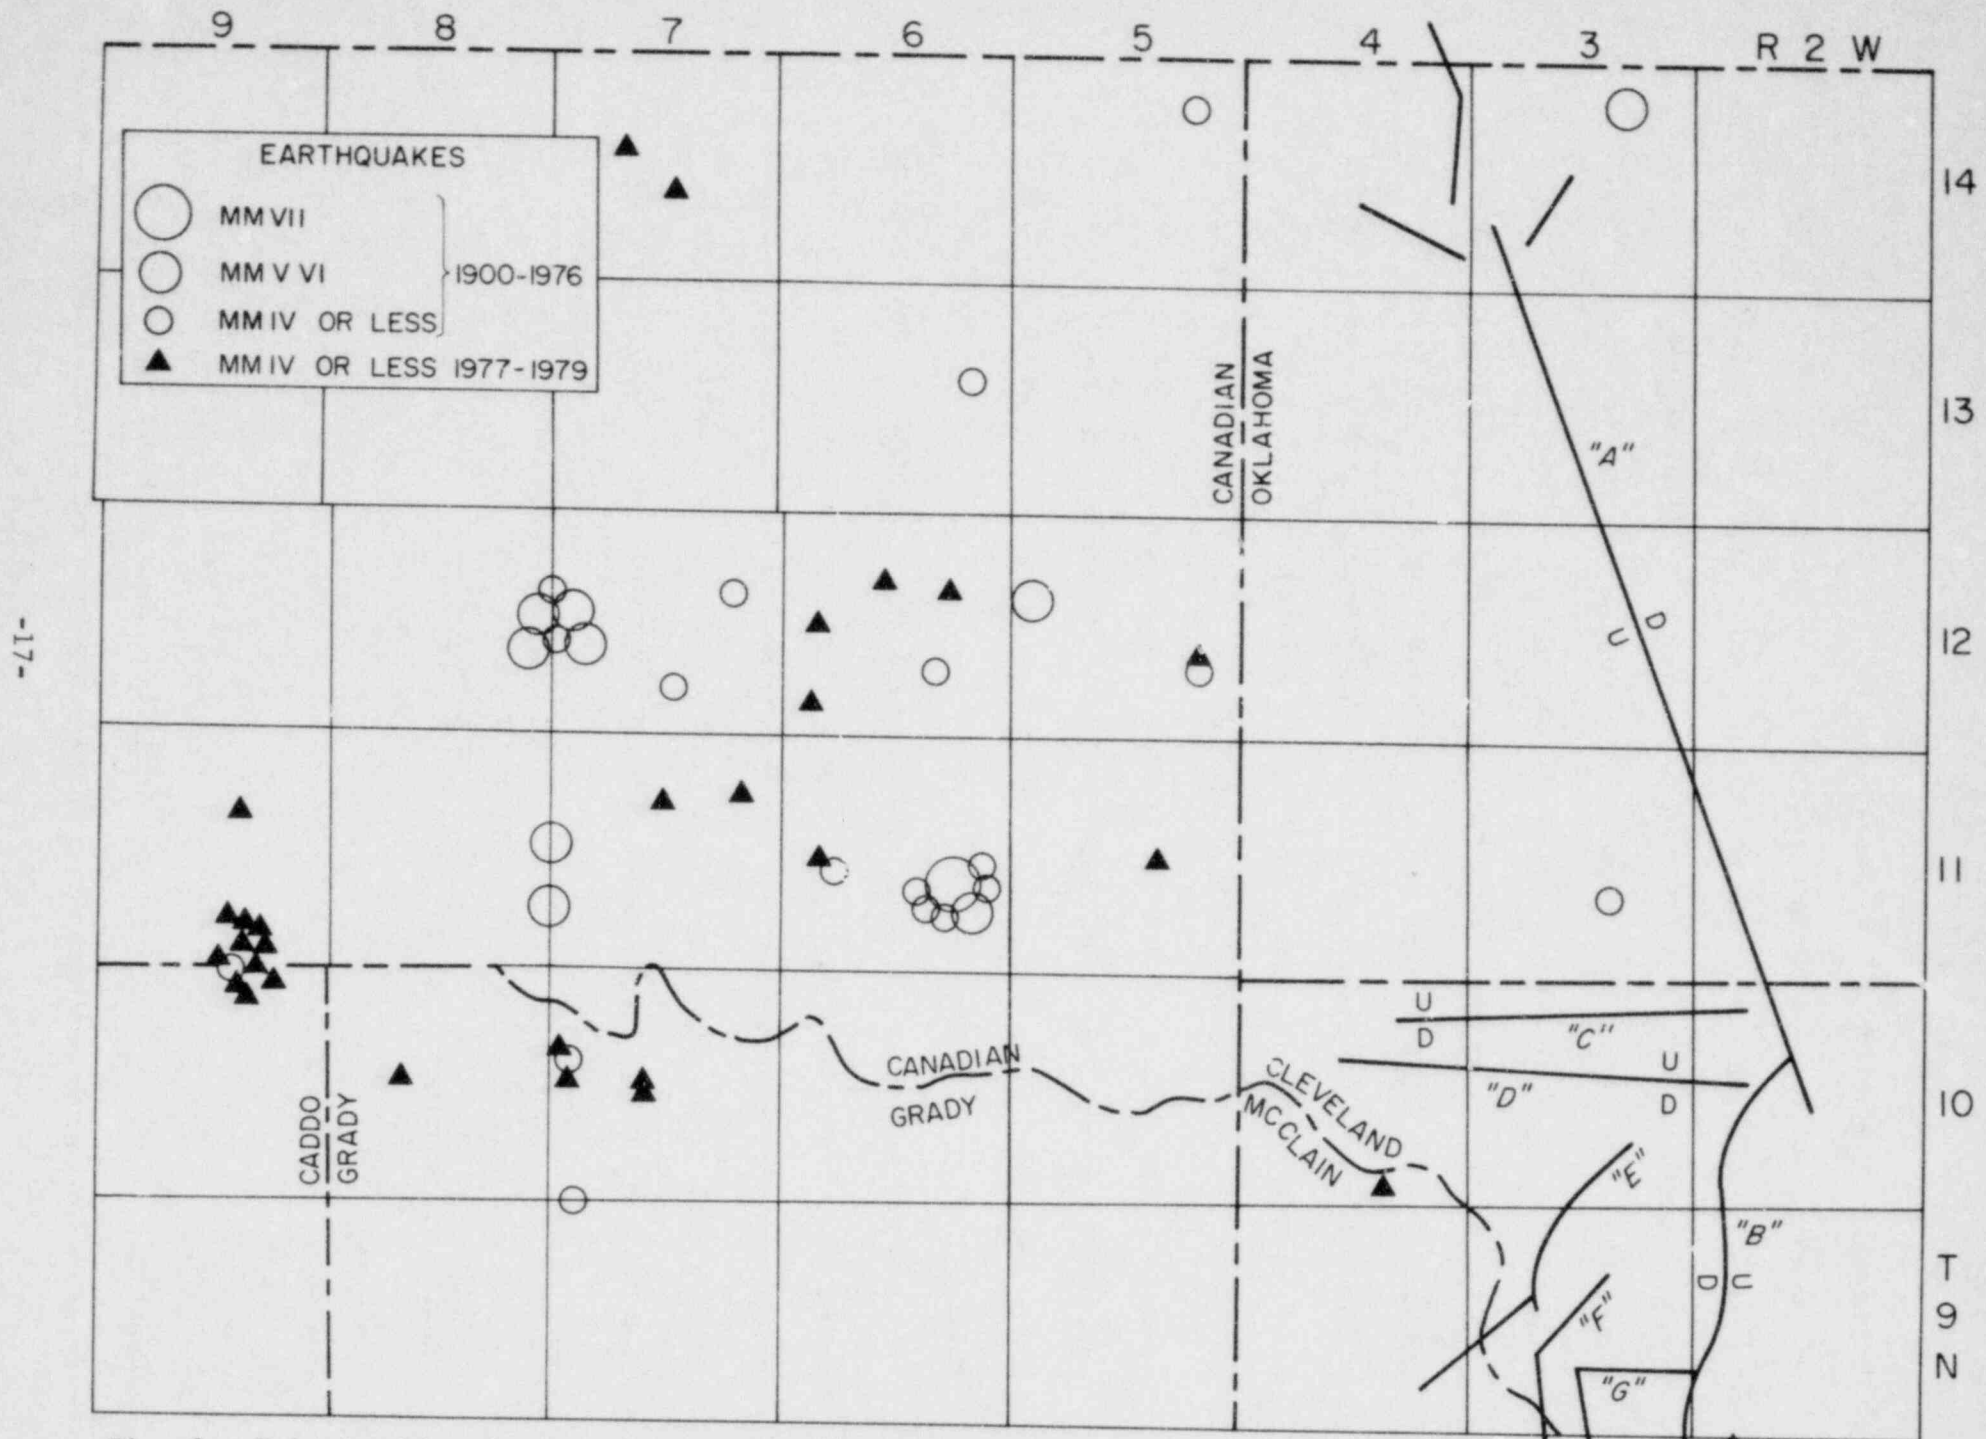 9 8 7 6 5 4 3 R 2 W
EARTHQUAKES
MM VII
MM V VI
1900-1976
MM IV OR LESS
MM IV OR LESS 1977-1979
14
13
CANADIAN
OKLAHOMA
"A"
-17-
U D
12
11
U
D
"C"
"D"
U
D
10
CANADIAN
GRADY
CLEVELAND
MCCLAIN
CADDO
GRADY
"E"
"B"
D U
"F"
"G"
T
9
N